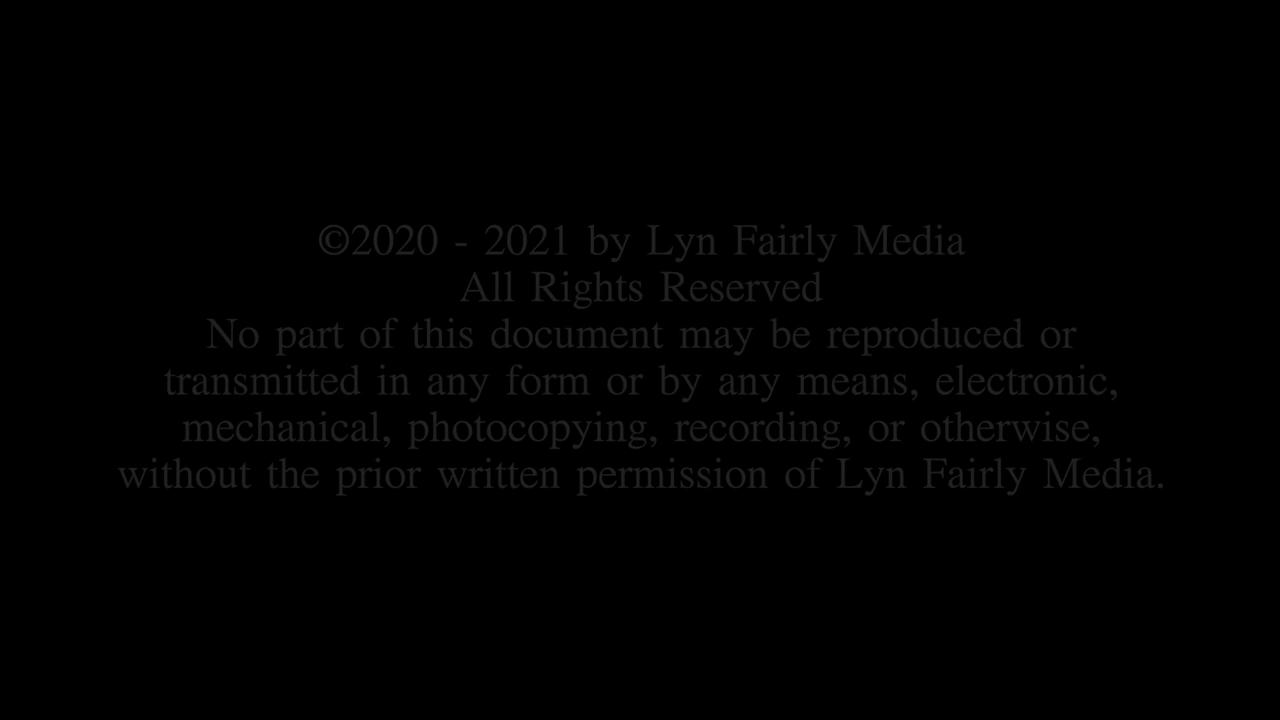 ©2020 - 2021 by Lyn Fairly Media
All Rights Reserved
No part of this document may be reproduced or
transmitted in any form or by any means, electronic,
mechanical, photocopying, recording, or otherwise,
without the prior written permission of Lyn Fairly Media.